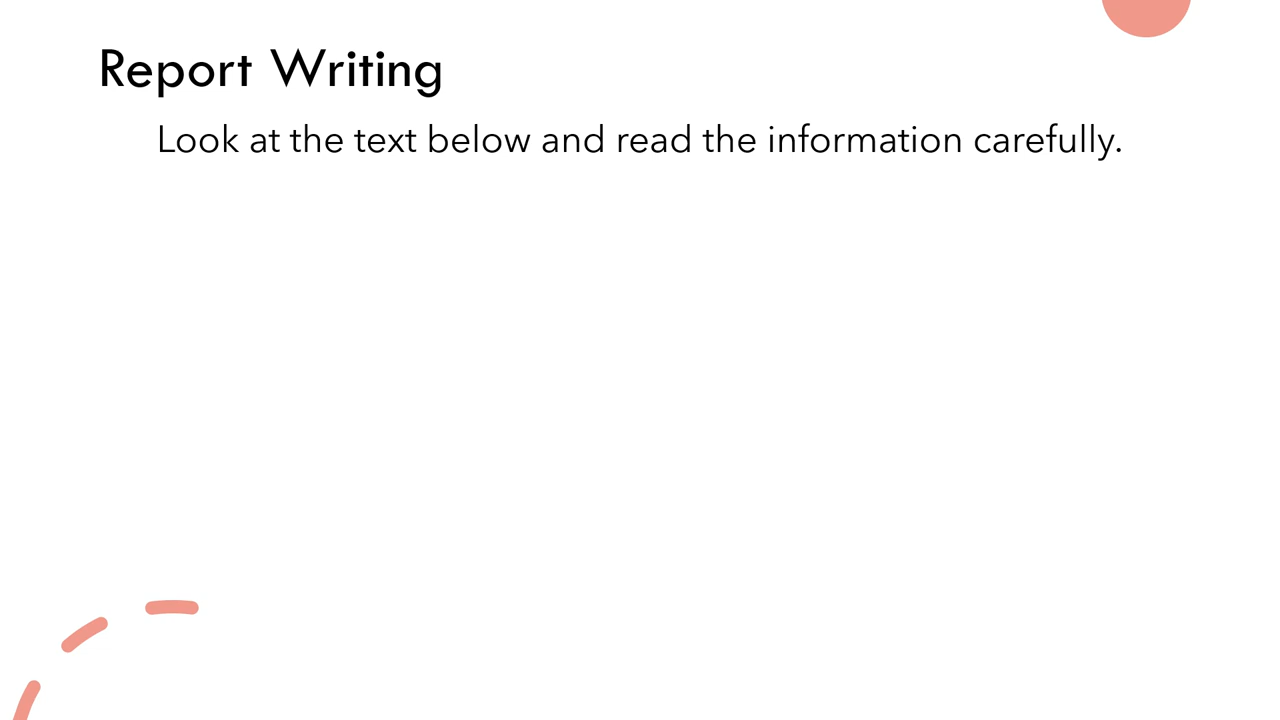 Report Writing
Look at the text below and read the information carefully.